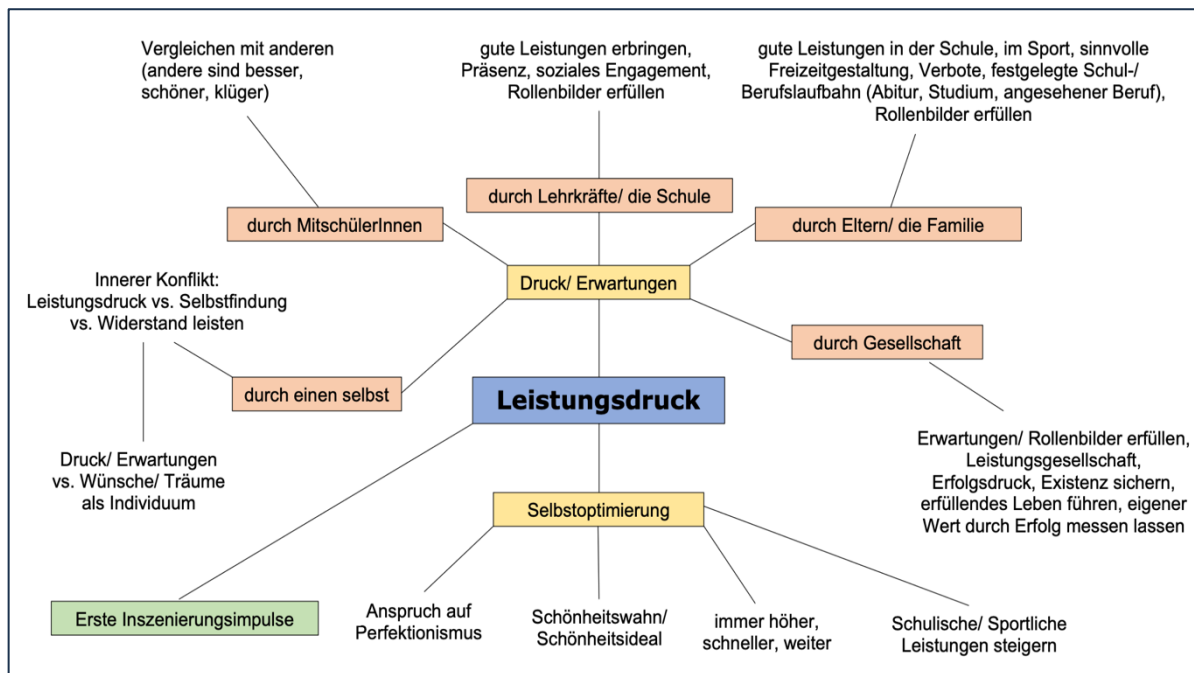 Vergleichen mit anderen
(andere sind besser,
schöner, klüger)
gute Leistungen erbringen,
Präsenz, soziales Engagement,
Rollenbilder erfüllen
gute Leistungen in der Schule, im Sport, sinnvolle
Freizeitgestaltung, Verbote, festgelegte Schul-/
Berufslaufbahn (Abitur, Studium, angesehener Beruf),
Rollenbilder erfüllen
durch MitschülerInnen
durch Lehrkräfte/ die Schule
durch Eltern/ die Familie
Druck/ Erwartungen
Innerer Konflikt:
Leistungsdruck vs. Selbstfindung
vs. Widerstand leisten
durch einen selbst
durch Gesellschaft
Leistungsdruck
Druck/ Erwartungen
vs. Wünsche/ Träume
als Individuum
Erwartungen/ Rollenbilder erfüllen,
Leistungsgesellschaft,
Erfolgsdruck, Existenz sichern,
erfüllendes Leben führen, eigener
Wert durch Erfolg messen lassen
Selbstoptimierung
Erste Inszenierungsimpulse
Anspruch auf
Perfektionismus
Schönheitswahn/
Schönheitsideal
immer höher,
schneller, weiter
Schulische/ Sportliche
Leistungen steigern